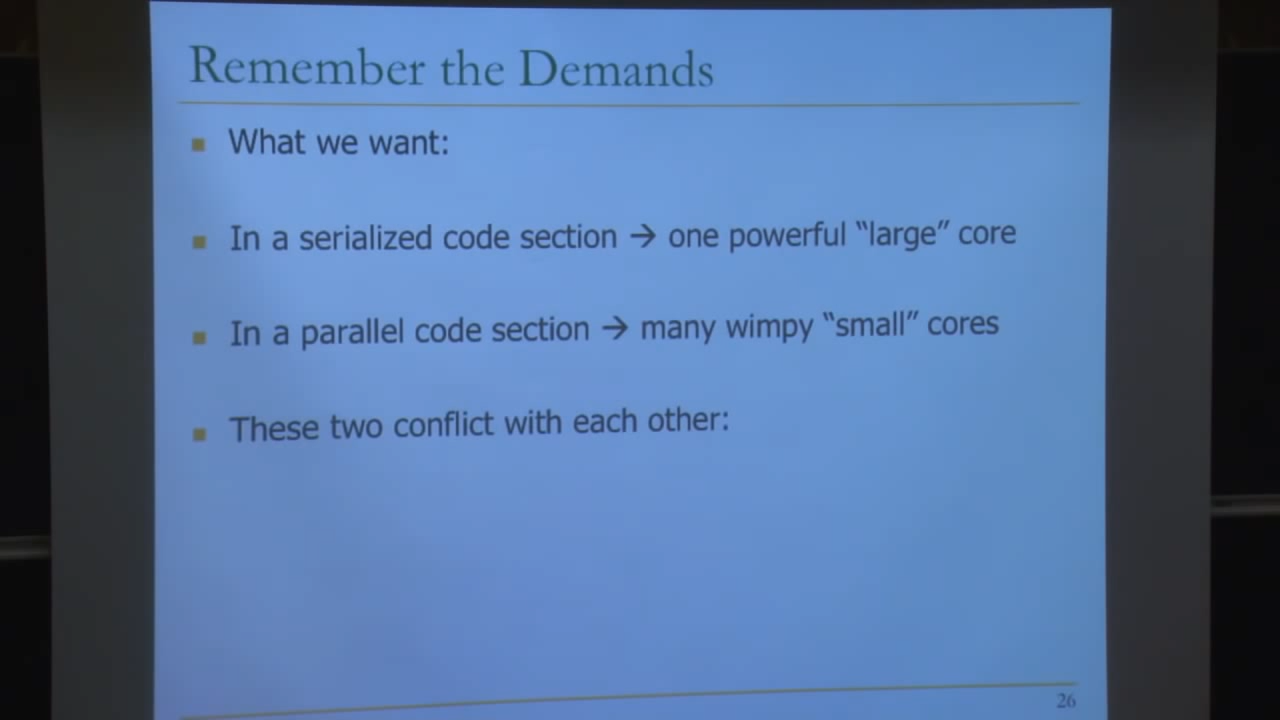 Remember the Demands
What we want:
In a serialized code section → one powerful “large” core
In a parallel code section → many wimpy “small” cores
These two conflict with each other:
26